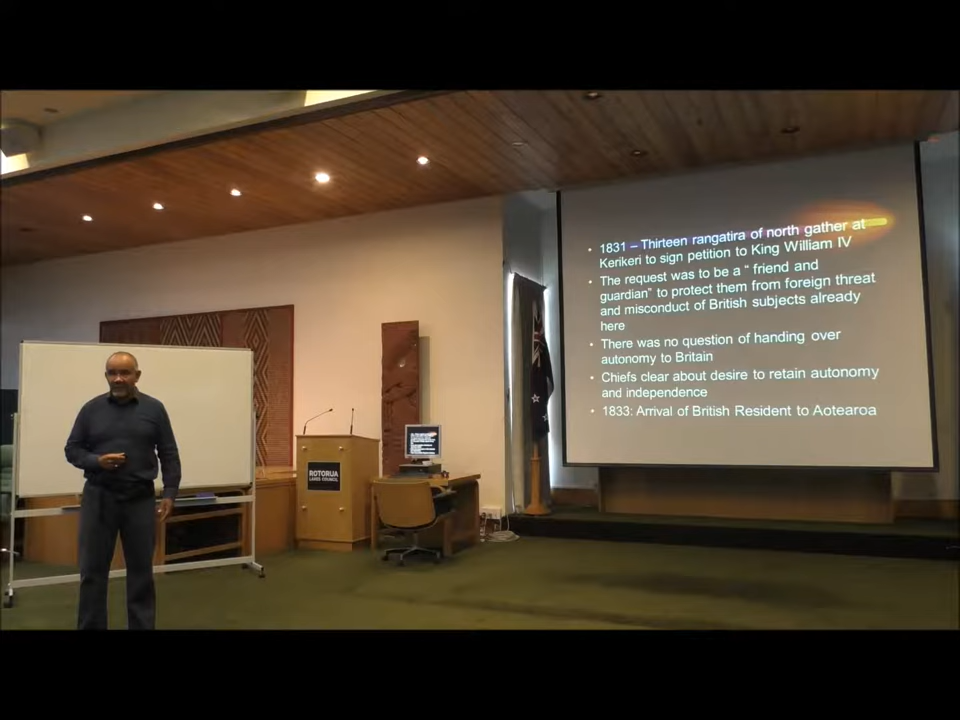 • 1831 – Thirteen rangatira of north gather at
Kerikeri to sign petition to King William IV
• The request was to be a “ friend and
guardian” to protect them from foreign threat
and misconduct of British subjects already
here
• There was no question of handing over
autonomy to Britain
• Chiefs clear about desire to retain autonomy
and independence
• 1833: Arrival of British Resident to Aotearoa
ROTORUA
LAKES COUNCIL